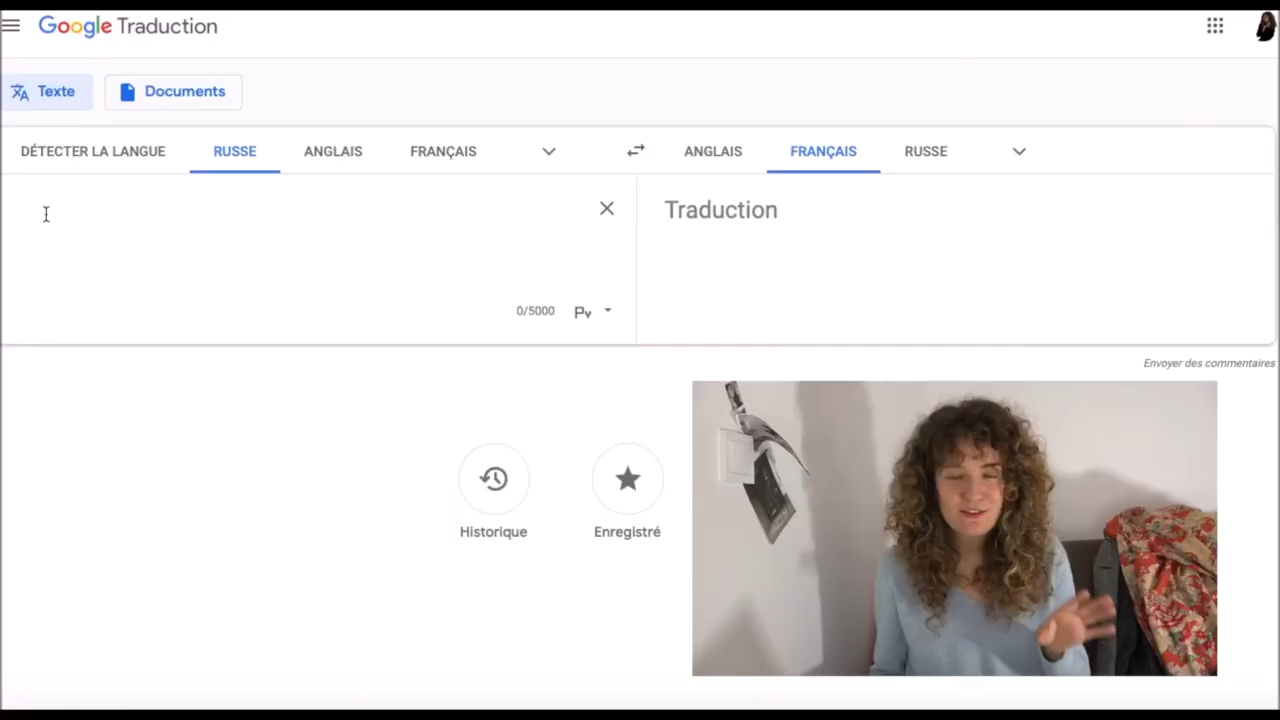 Google Traduction
Texte
Documents
DÉTECTER LA LANGUE
RUSSE
ANGLAIS
FRANÇAIS
ANGLAIS
FRANÇAIS
RUSSE
Traduction
0/5000
Envoyer des commentaires
Historique
Enregistré